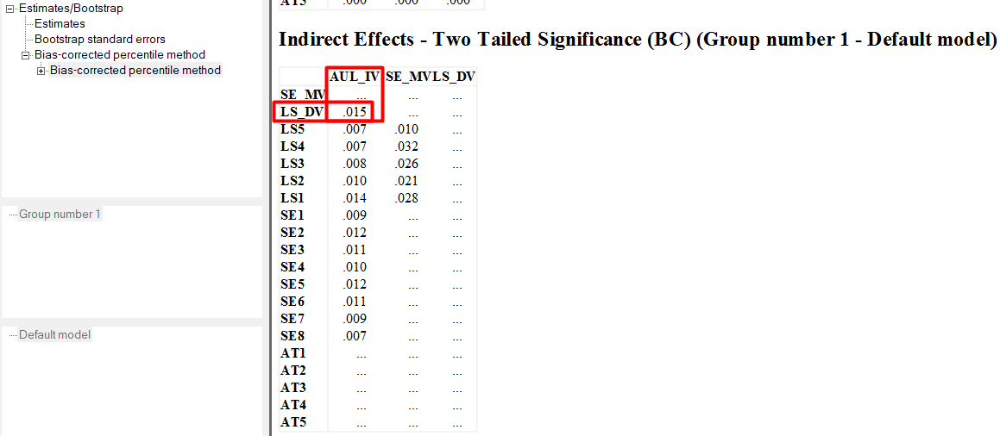 Estimates/Bootstrap
Estimates
Bootstrap standard errors
Bias-corrected percentile method
Bias-corrected percentile method
Group number 1
Default model
AT5 .000 .000 .000
Indirect Effects - Two Tailed Significance (BC) (Group number 1 - Default model)
AUL_IV SE_MV LS_DV
SE_MV ... ... ...
LS_DV .015 ... ...
LS5 .007 .010 ...
LS4 .007 .032 ...
LS3 .008 .026 ...
LS2 .010 .021 ...
LS1 .014 .028 ...
SE1 .009 ... ...
SE2 .012 ... ...
SE3 .011 ... ...
SE4 .010 ... ...
SE5 .012 ... ...
SE6 .011 ... ...
SE7 .009 ... ...
SE8 .007 ... ...
AT1 ... ... ...
AT2 ... ... ...
AT3 ... ... ...
AT4 ... ... ...
AT5 ... ... ...